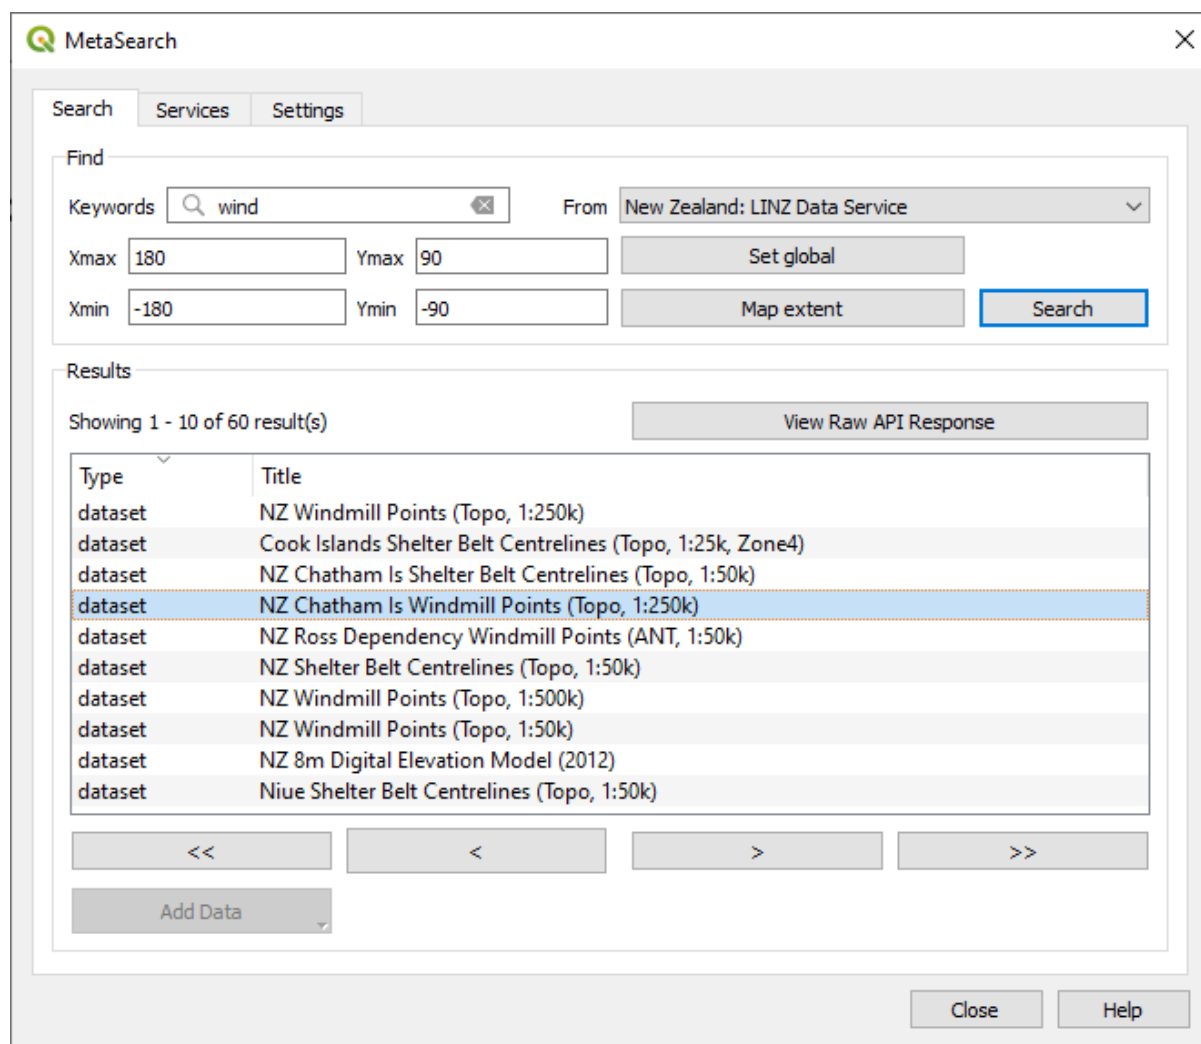 MetaSearch
Search Services Settings
Find
Keywords wind From New Zealand: LINZ Data Service
Xmax 180 Ymax 90 Set global
Xmin -180 Ymin -90 Map extent Search
Results
Showing 1 - 10 of 60 result(s) View Raw API Response
Type Title
dataset NZ Windmill Points (Topo, 1:250k)
dataset Cook Islands Shelter Belt Centrelines (Topo, 1:25k, Zone4)
dataset NZ Chatham Is Shelter Belt Centrelines (Topo, 1:50k)
dataset NZ Chatham Is Windmill Points (Topo, 1:250k)
dataset NZ Ross Dependency Windmill Points (ANT, 1:50k)
dataset NZ Shelter Belt Centrelines (Topo, 1:50k)
dataset NZ Windmill Points (Topo, 1:500k)
dataset NZ Windmill Points (Topo, 1:50k)
dataset NZ 8m Digital Elevation Model (2012)
dataset Niue Shelter Belt Centrelines (Topo, 1:50k)
<< < > >>
Add Data
Close Help